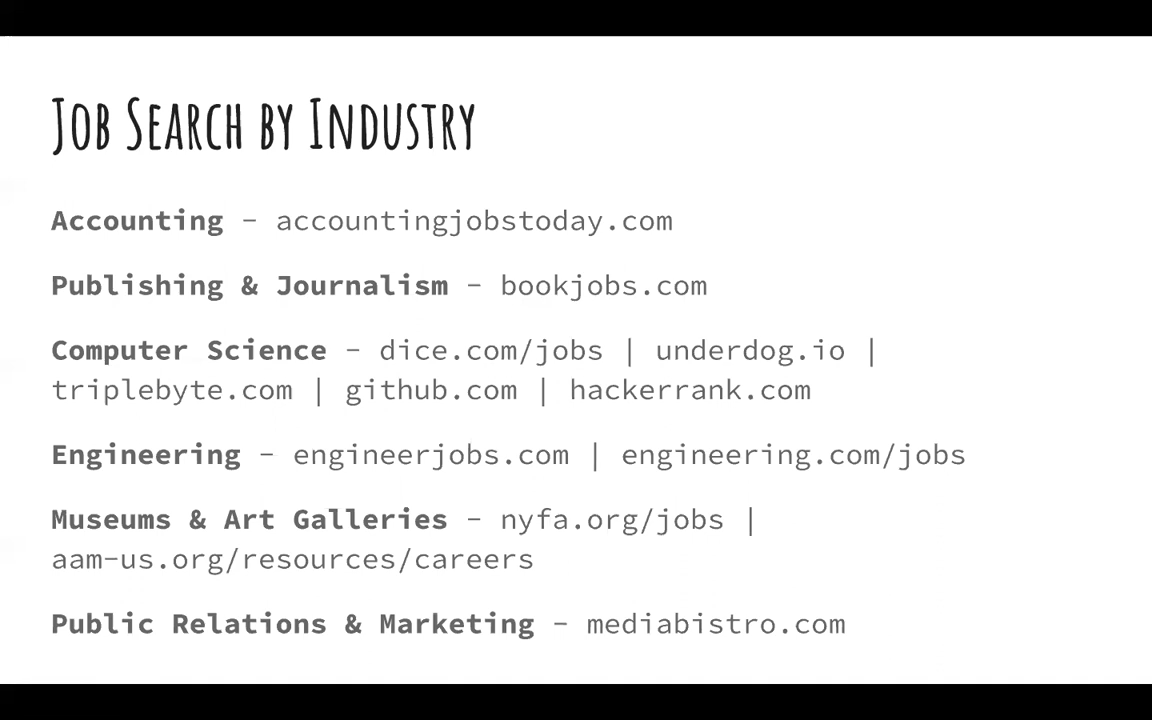 Job Search by Industry
Accounting - accountingjobstoday.com
Publishing & Journalism - bookjobs.com
Computer Science - dice.com/jobs | underdog.io |
triplebyte.com | github.com | hackerrank.com
Engineering - engineerjobs.com | engineering.com/jobs
Museums & Art Galleries - nyfa.org/jobs |
aam-us.org/resources/careers
Public Relations & Marketing - mediabistro.com